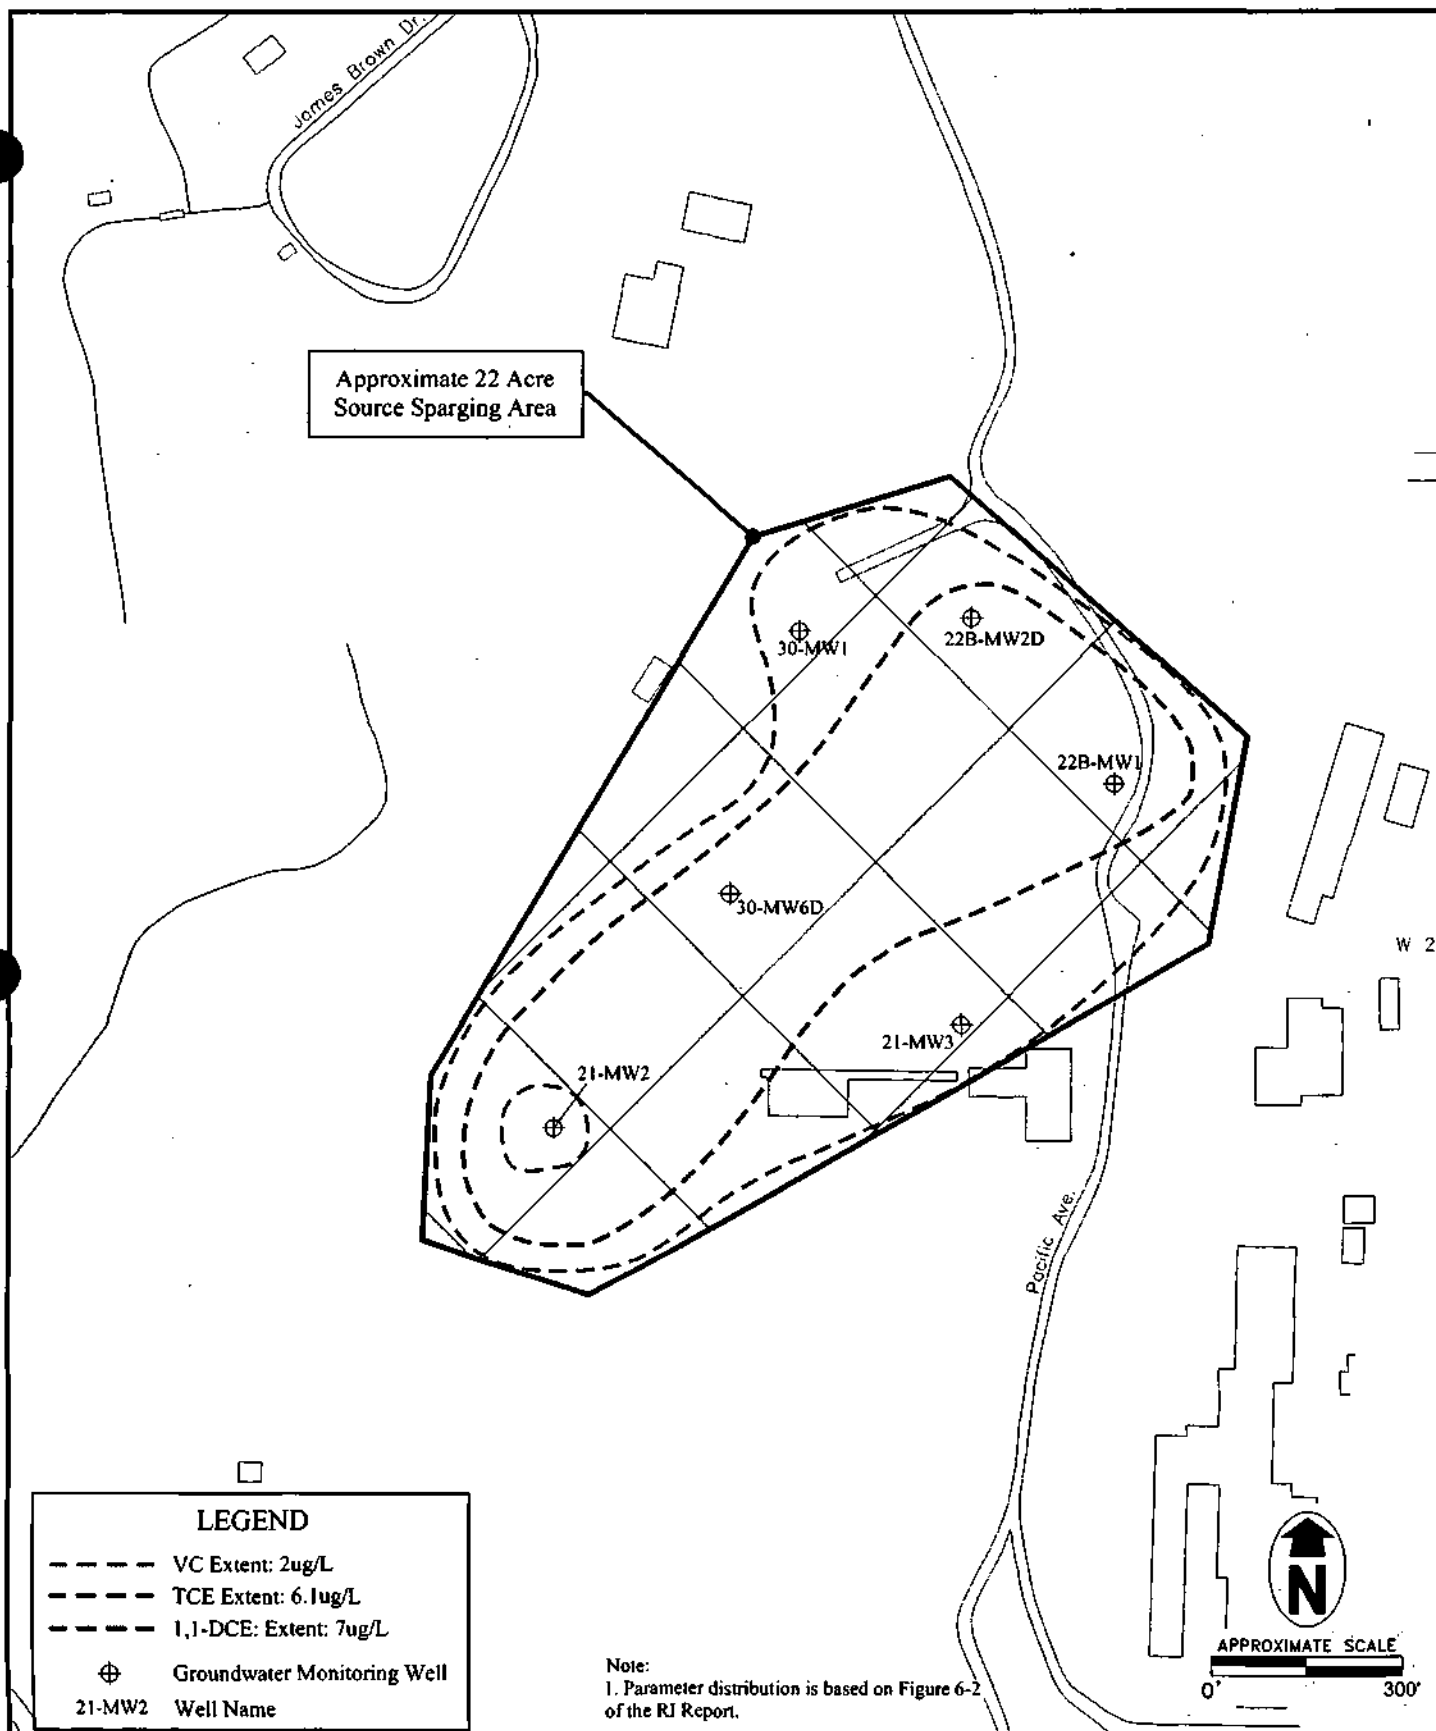 James Brown Dr.
Approximate 22 Acre
Source Sparging Area
30-MW1
22B-MW2D
22B-MW1
30-MW6D
W 2
21-MW3
21-MW2
Pacific Ave.
LEGEND
VC Extent: 2ug/L
TCE Extent: 6.1ug/L
1,1-DCE: Extent: 7ug/L
Groundwater Monitoring Well
21-MW2 Well Name
Note:
1. Parameter distribution is based on Figure 6-2
of the RI Report.
N
APPROXIMATE SCALE
0' 300'